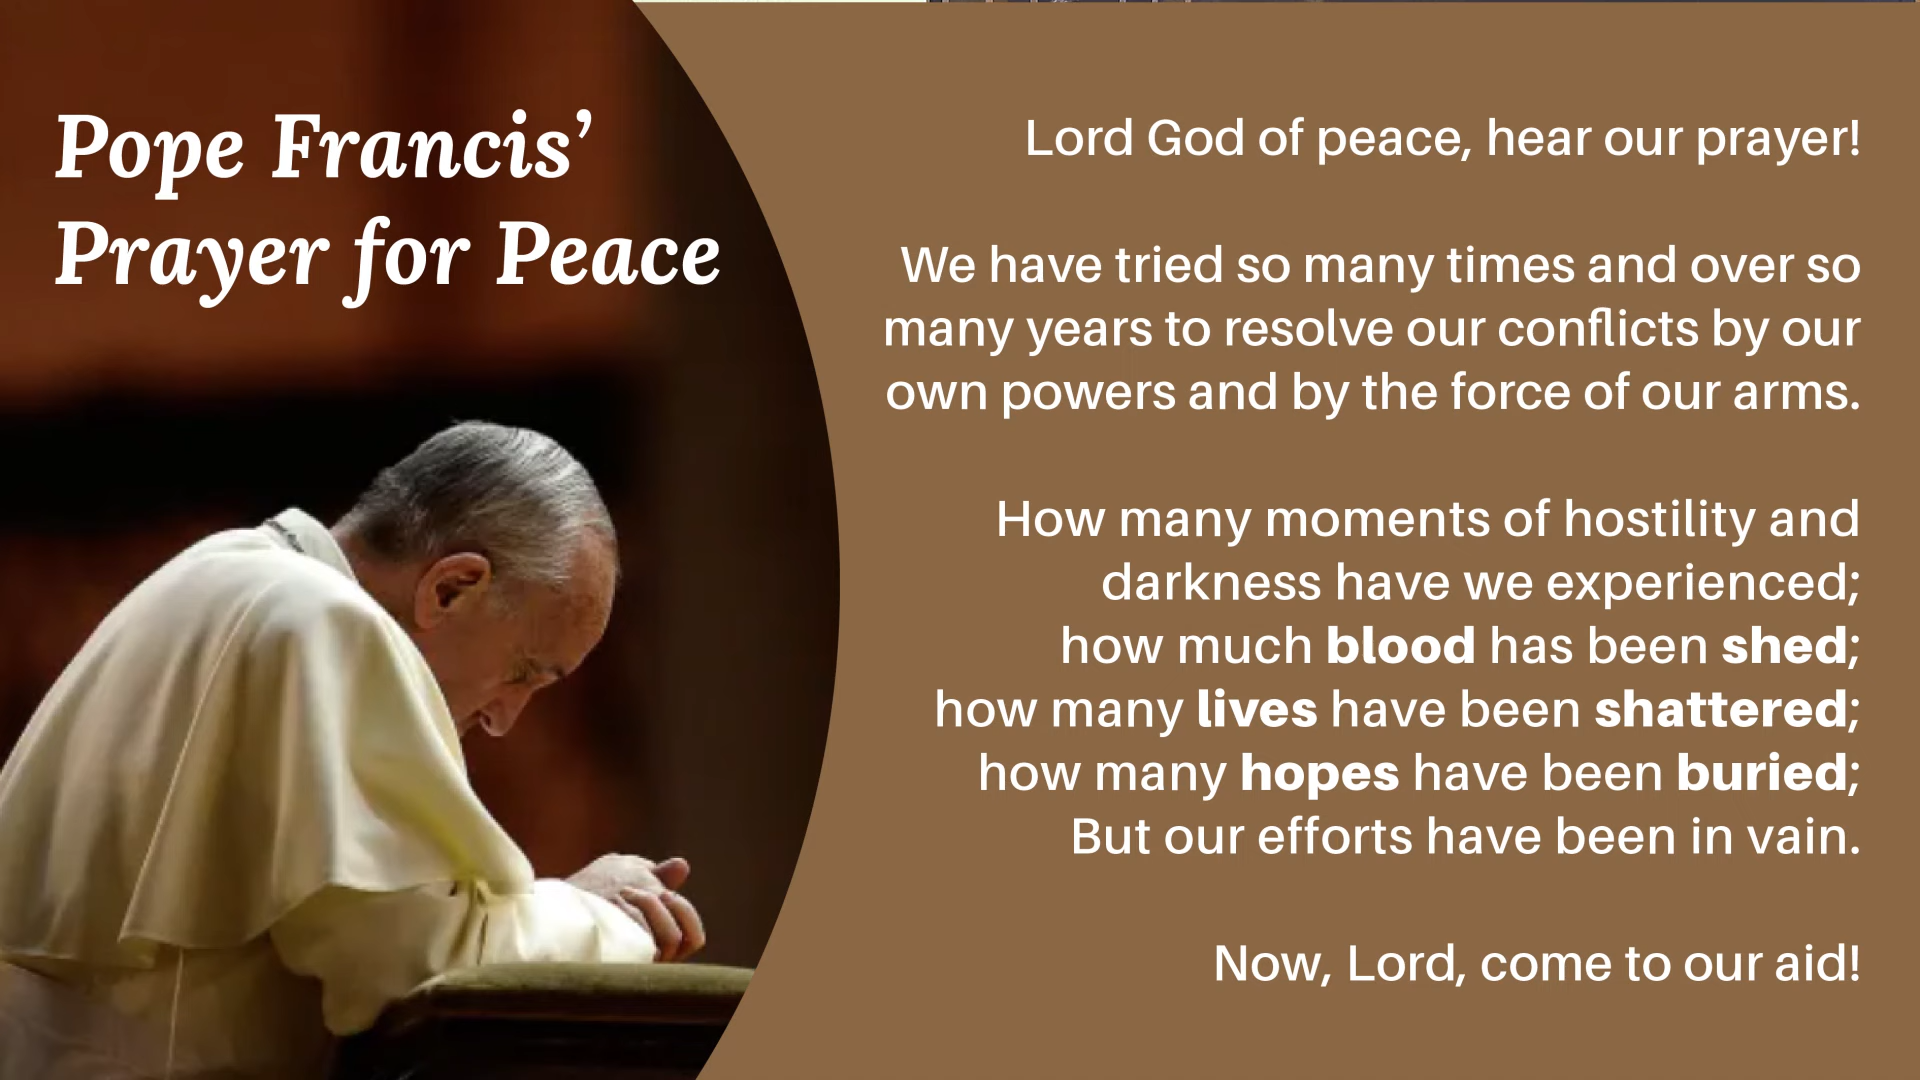 Pope Francis’
Prayer for Peace
Lord God of peace, hear our prayer!
We have tried so many times and over so
many years to resolve our conflicts by our
own powers and by the force of our arms.
How many moments of hostility and
darkness have we experienced;
how much blood has been shed;
how many lives have been shattered;
how many hopes have been buried;
But our efforts have been in vain.
Now, Lord, come to our aid!